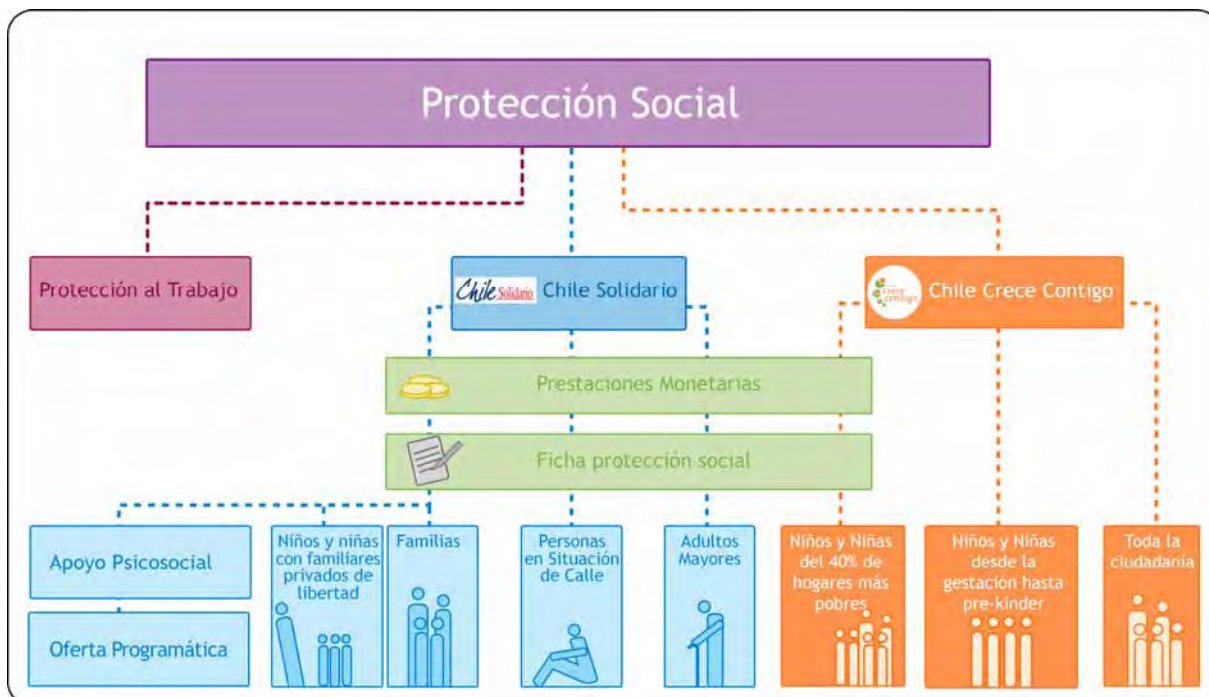 Protección Social
Protección al Trabajo
Chile Solidario
Chile Solidario
crece
contigo
Chile Crece Contigo
Prestaciones Monetarias
Ficha protección social
Apoyo Psicosocial
Oferta Programática
Niños y niñas
con familiares
privados de
libertad
Familias
Personas
en Situación
de Calle
Adultos
Mayores
Niños y Niñas
del 40% de
hogares más
pobres
Niños y Niñas
desde la
gestación hasta
pre-kinder
Toda la
ciudadanía